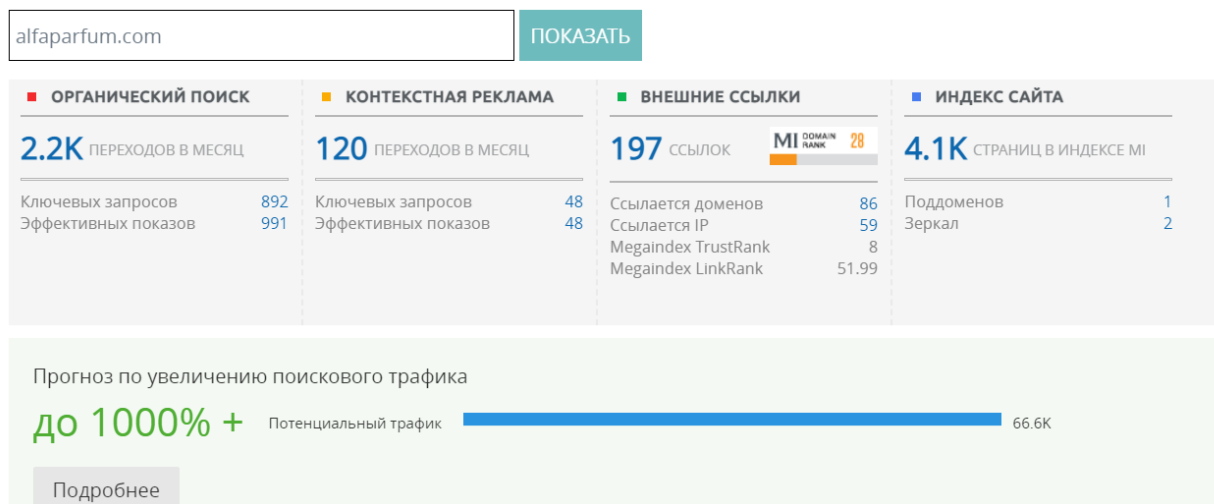 alfaparfum.com ПОКАЗАТЬ
ОРГАНИЧЕСКИЙ ПОИСК
2.2K ПЕРЕХОДОВ В МЕСЯЦ
Ключевых запросов 892
Эффективных показов 991
КОНТЕКСТНАЯ РЕКЛАМА
120 ПЕРЕХОДОВ В МЕСЯЦ
Ключевых запросов 48
Эффективных показов 48
ВНЕШНИЕ ССЫЛКИ
197 ССЫЛОК MI DOMAIN RANK 28
Ссылается доменов 86
Ссылается IP 59
Megaindex TrustRank 8
Megaindex LinkRank 51.99
ИНДЕКС САЙТА
4.1K СТРАНИЦ В ИНДЕКСЕ MI
Поддоменов 1
Зеркал 2
Прогноз по увеличению поискового трафика
до 1000% + Потенциальный трафик 66.6K
Подробнее